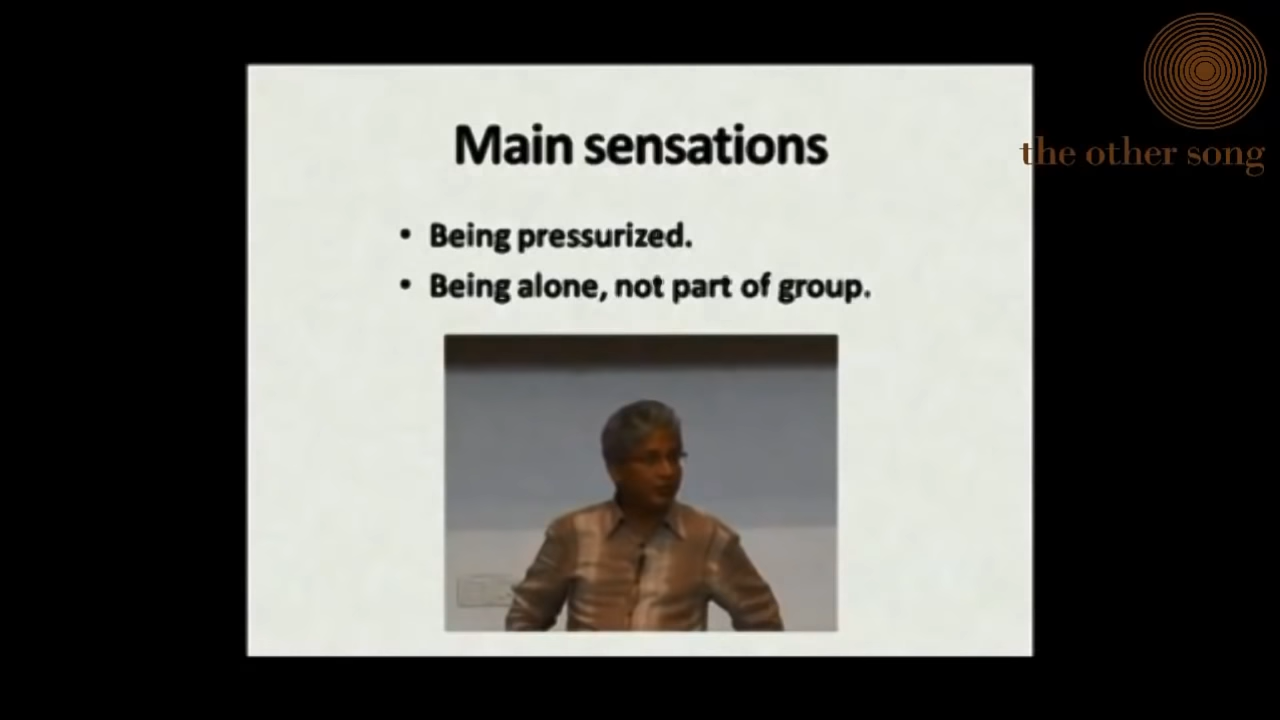 Main sensations
the other song
• Being pressurized.
• Being alone, not part of group.